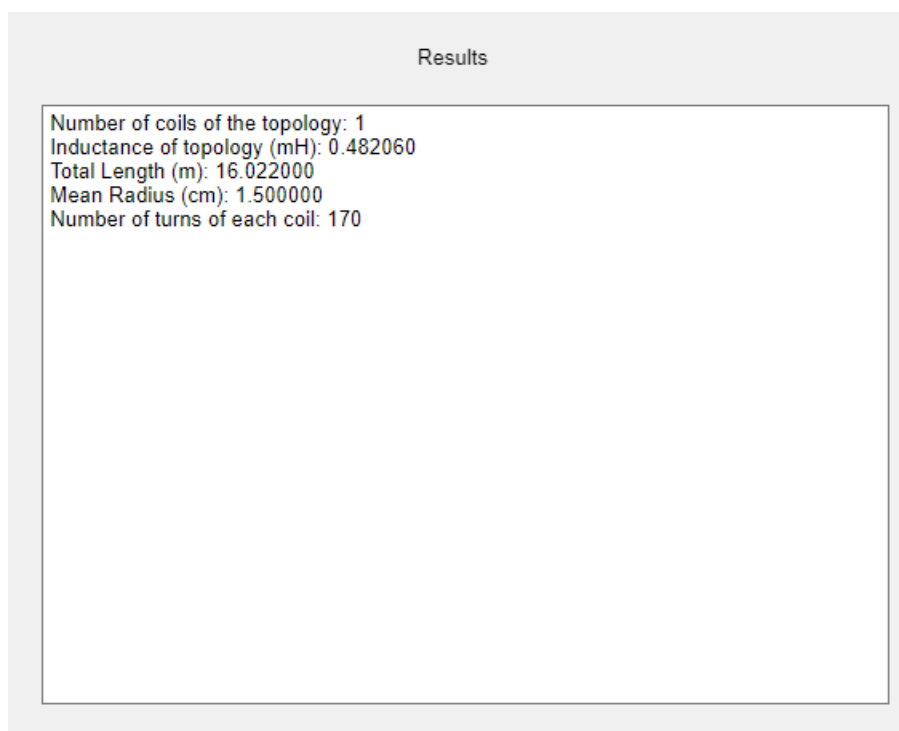 Results
Number of coils of the topology: 1
Inductance of topology (mH): 0.482060
Total Length (m): 16.022000
Mean Radius (cm): 1.500000
Number of turns of each coil: 170